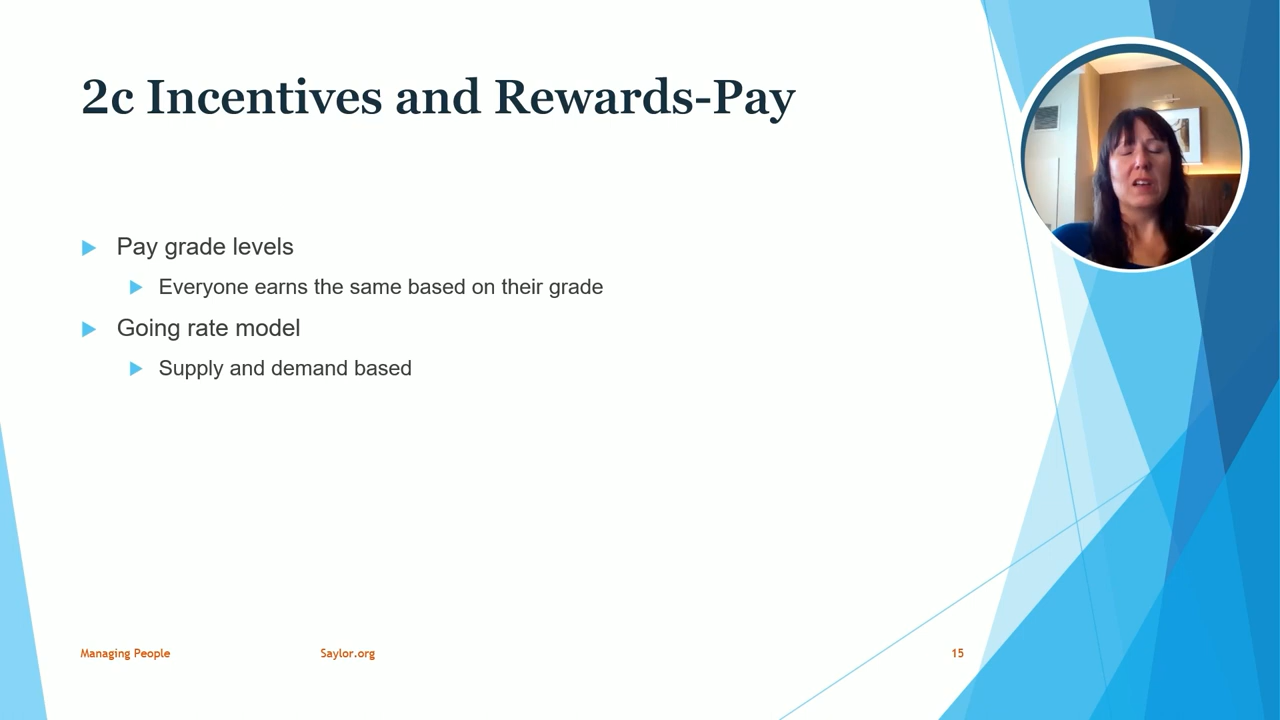 2c Incentives and Rewards-Pay
Pay grade levels
Everyone earns the same based on their grade
Going rate model
Supply and demand based
Managing People
Saylor.org
15